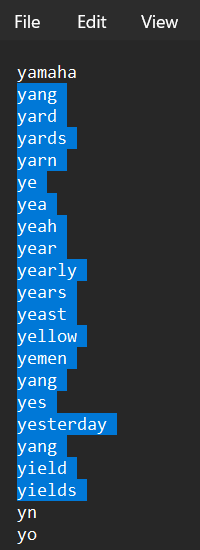 File Edit View
yamaha
yang
yard
yards
yarn
ye
yea
yeah
year
yearly
years
yeast
yellow
yemen
yang
yes
yesterday
yang
yield
yields
yn
yo